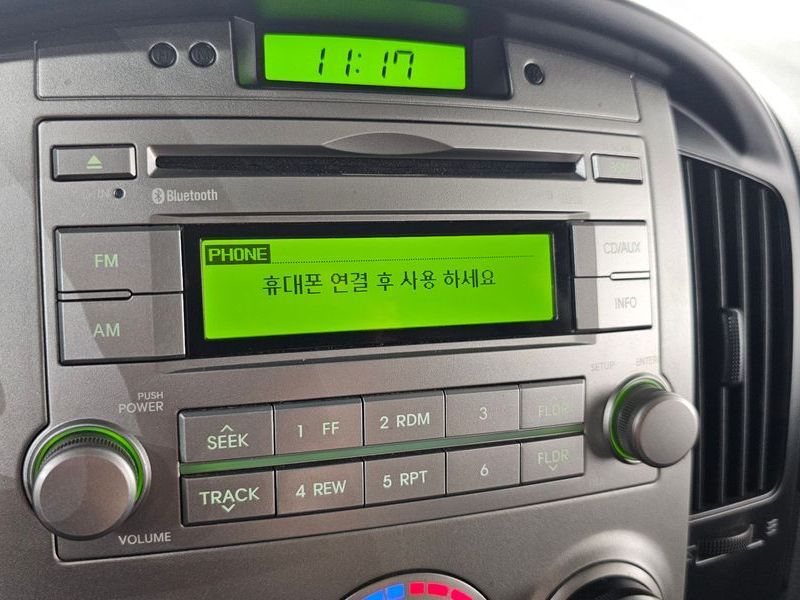 11:17
Bluetooth
FM
PHONE
휴대폰 연결 후 사용 하세요
CD/AUX
AM
INFO
SETUP
ENTER
PUSH
POWER
SEEK
1 FF
2 RDM
3
FLDR
TRACK
4 REW
5 RPT
6
FLDR
VOLUME